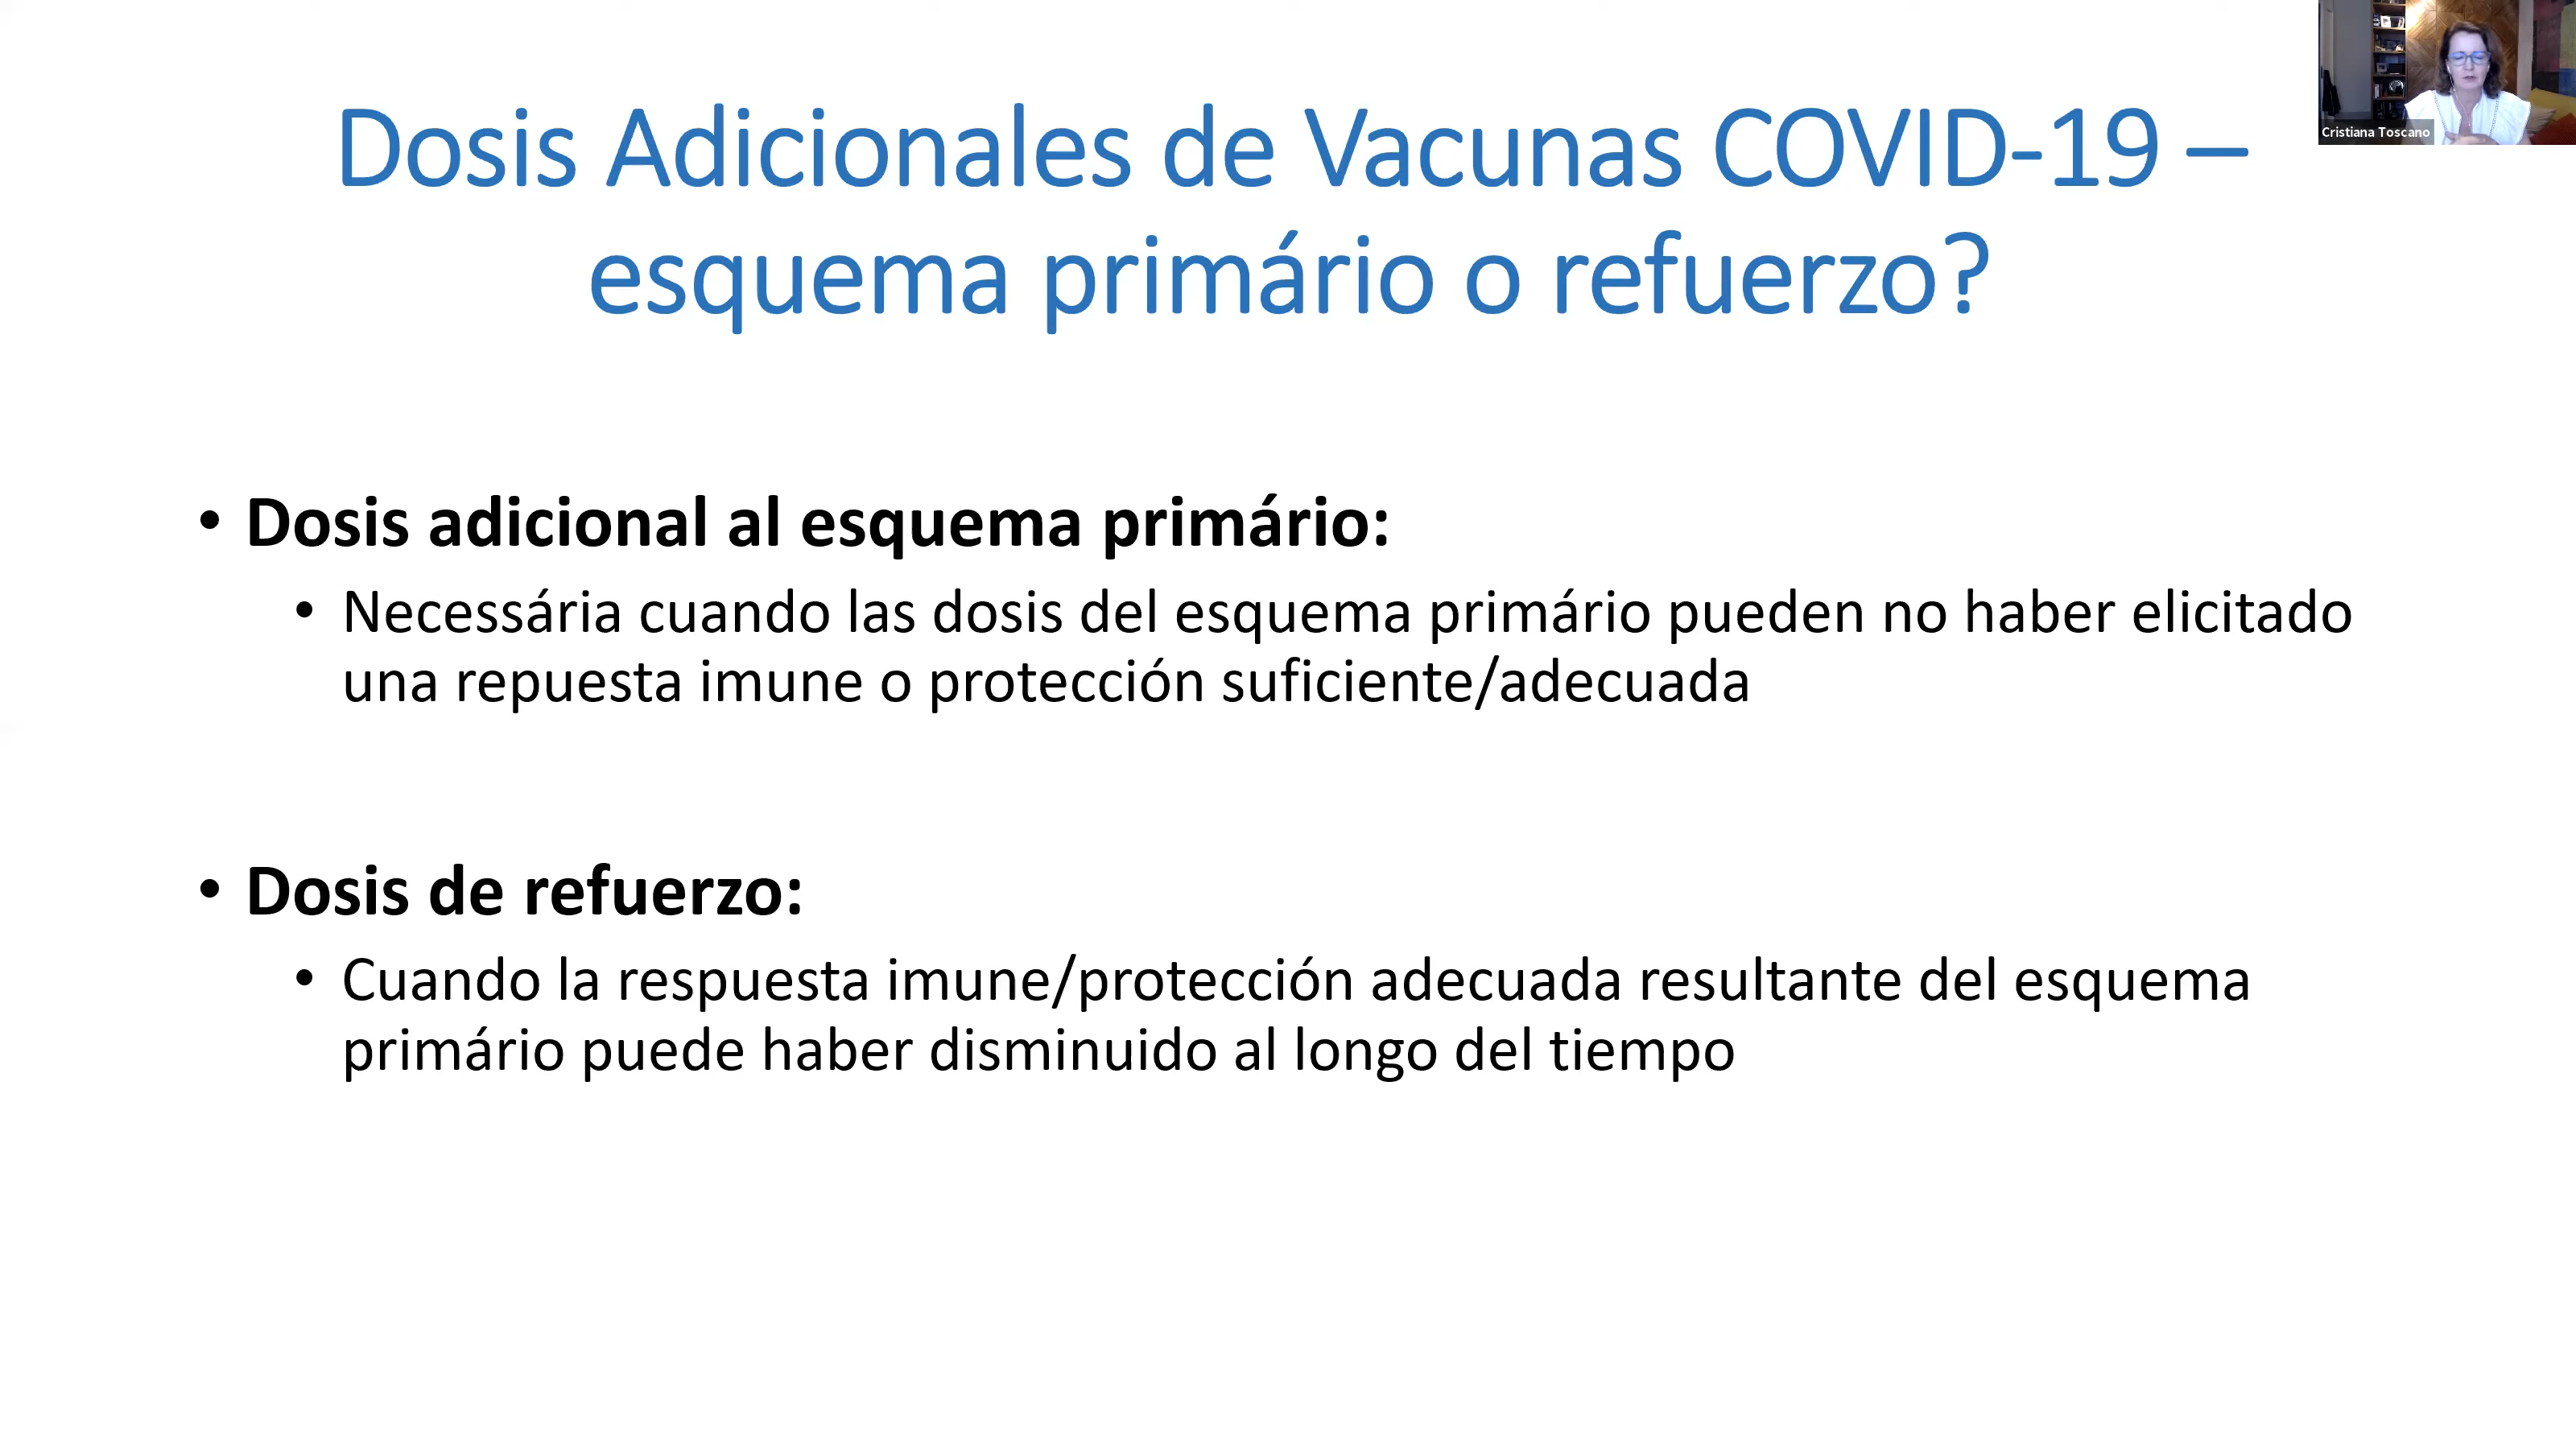 Dosis Adicionales de Vacunas COVID-19 –
esquema primário o refuerzo?
Cristiana Toscano
• Dosis adicional al esquema primário:
• Necessária cuando las dosis del esquema primário pueden no haber elicitado
una repuesta imune o protección suficiente/adecuada
• Dosis de refuerzo:
• Cuando la respuesta imune/protección adecuada resultante del esquema
primário puede haber disminuido al longo del tiempo